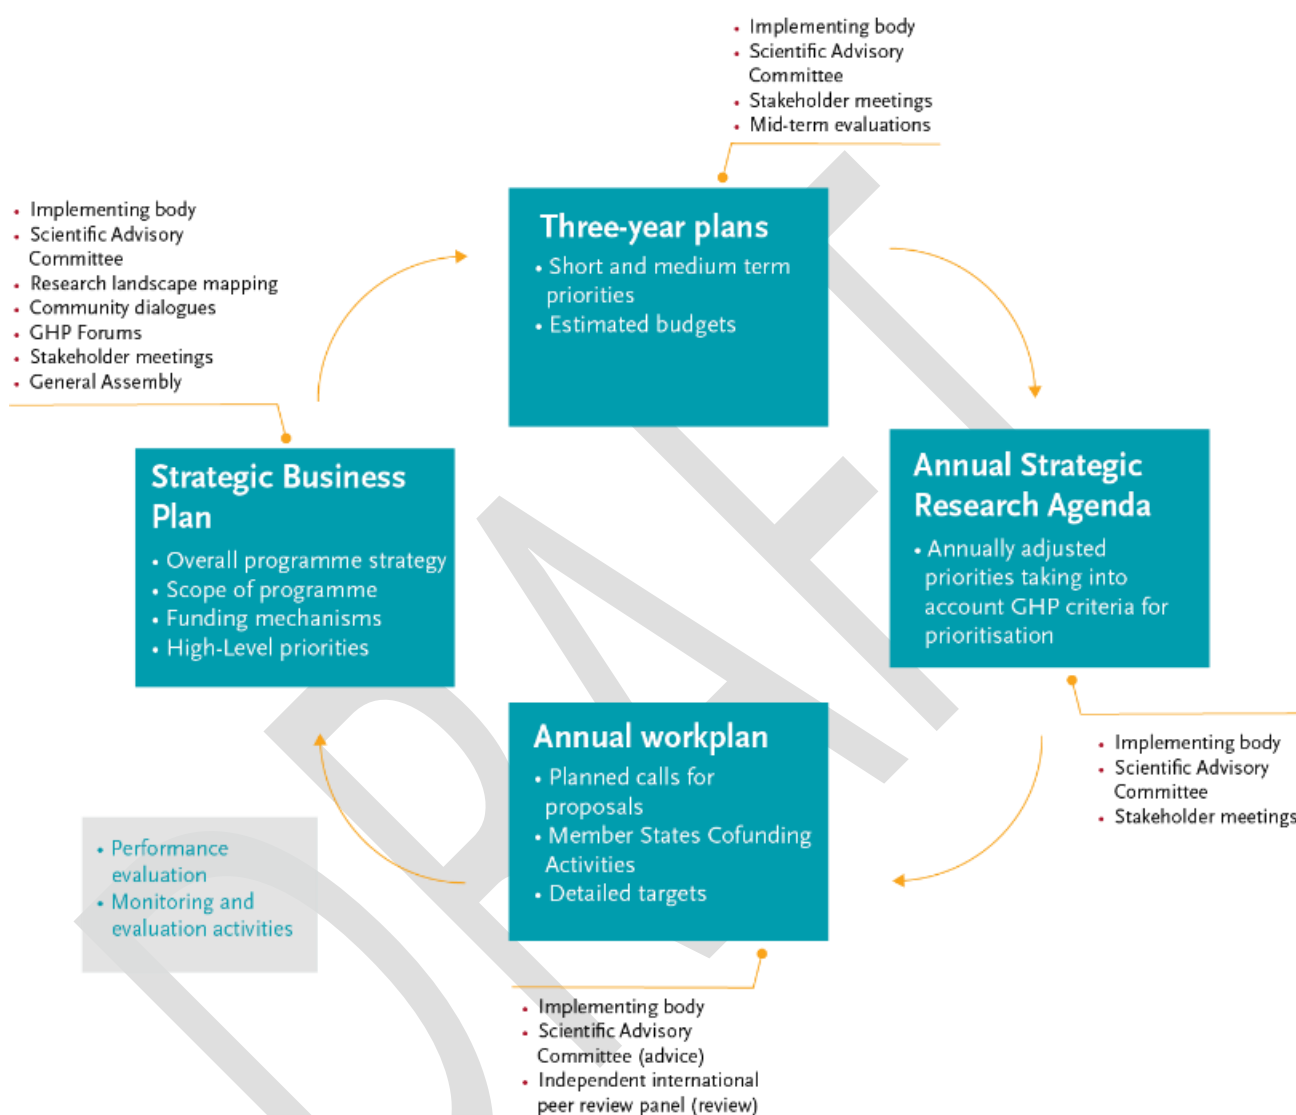 • Implementing body
• Scientific Advisory
Committee
• Stakeholder meetings
• Mid-term evaluations
Three-year plans
• Short and medium term
priorities
• Estimated budgets
• Implementing body
• Scientific Advisory
Committee
• Research landscape mapping
• Community dialogues
• GHP Forums
• Stakeholder meetings
• General Assembly
Strategic Business
Plan
• Overall programme strategy
• Scope of programme
• Funding mechanisms
• High-Level priorities
Annual Strategic
Research Agenda
• Annually adjusted
priorities taking into
account GHP criteria for
prioritisation
• Implementing body
• Scientific Advisory
Committee
• Stakeholder meetings
Annual workplan
• Planned calls for
proposals
• Member States Cofunding
Activities
• Detailed targets
• Performance
evaluation
• Monitoring and
evaluation activities
• Implementing body
• Scientific Advisory
Committee (advice)
• Independent international
peer review panel (review)
DRAFT